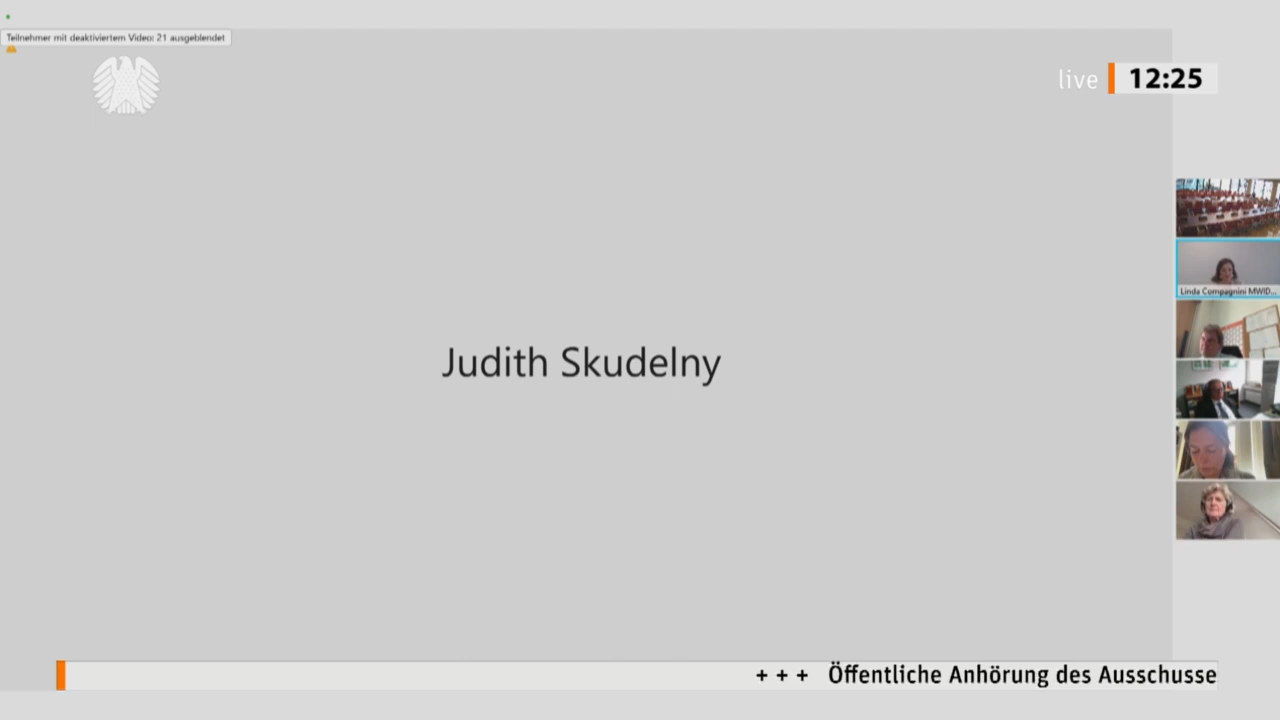 Teilnehmer mit deaktiviertem Video: 21 ausgeblendet
live 12:25
Linda Compagnini MWID...
Judith Skudelny
+ + + Öffentliche Anhörung des Ausschusse